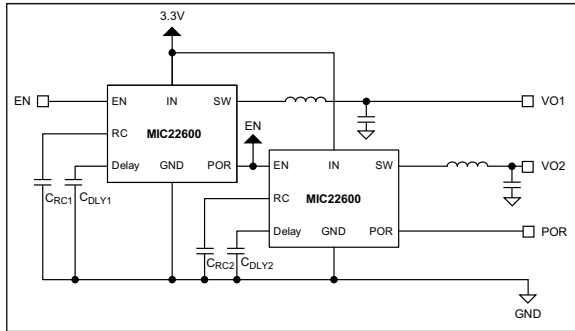 3.3V
EN
EN IN SW
VO1
RC
MIC22600
EN
Delay GND POR
EN IN SW
VO2
CRC1 CDLY1
RC
MIC22600
Delay GND POR
POR
CRC2 CDLY2
GND